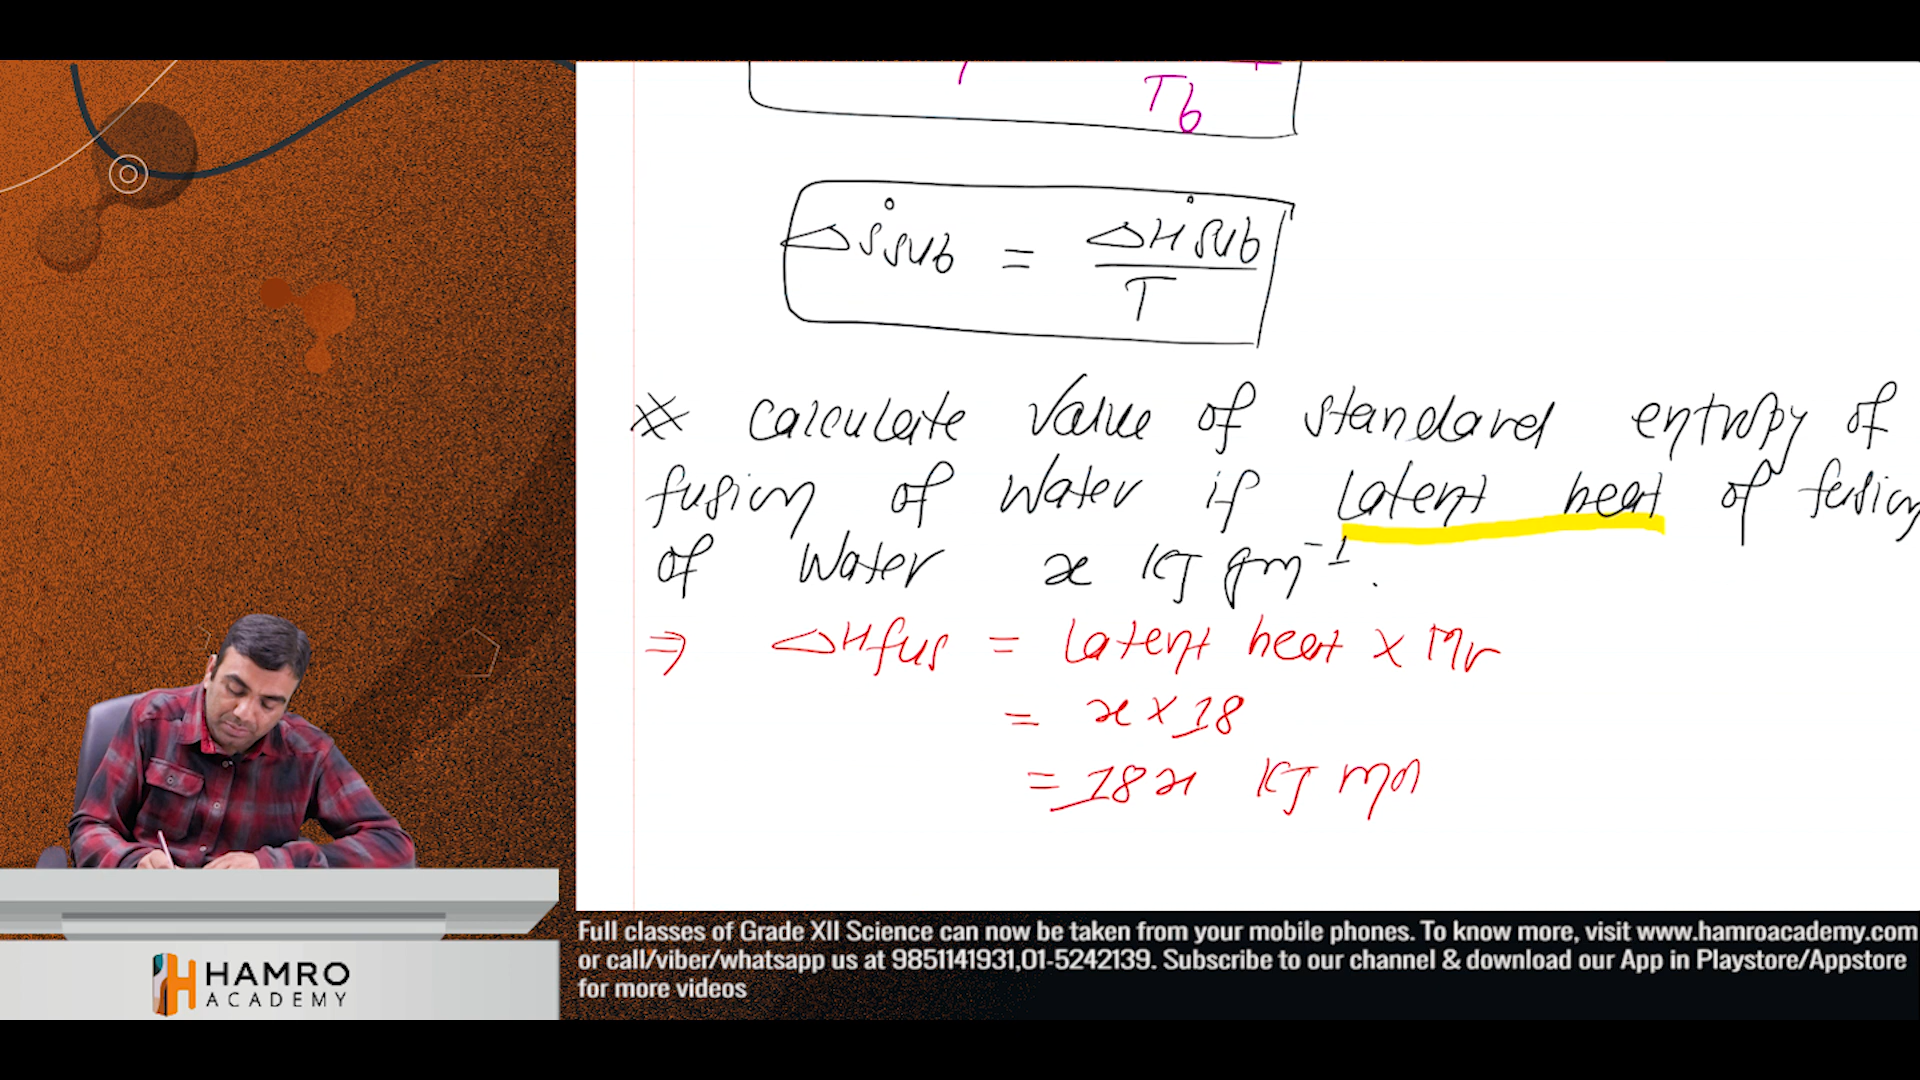 T_b
ΔS°sub = ΔH°sub / T
※ Calculate value of standard entropy of
fusion of water if latent heat of fusion
of water x KJ gm⁻¹.
⇒ ΔHfus = latent heat × Mr
= x × 18
= 18x KJ mol
Full classes of Grade XII Science can now be taken from your mobile phones. To know more, visit www.hamroacademy.com
or call/viber/whatsapp us at 9851141931,01-5242139. Subscribe to our channel & download our App in Playstore/Appstore
for more videos
HAMRO
ACADEMY